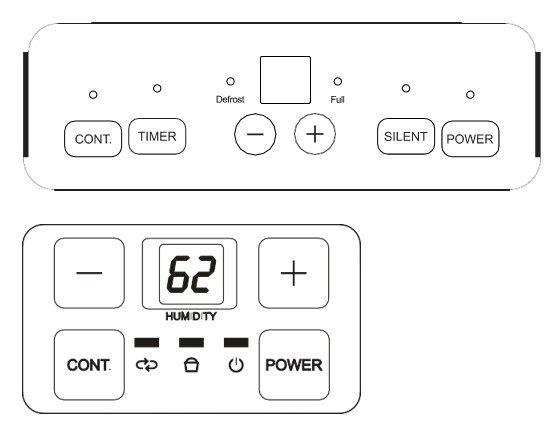 Defrost Full
CONT. TIMER − + SILENT POWER
− 62 +
HUMIDITY
CONT. POWER